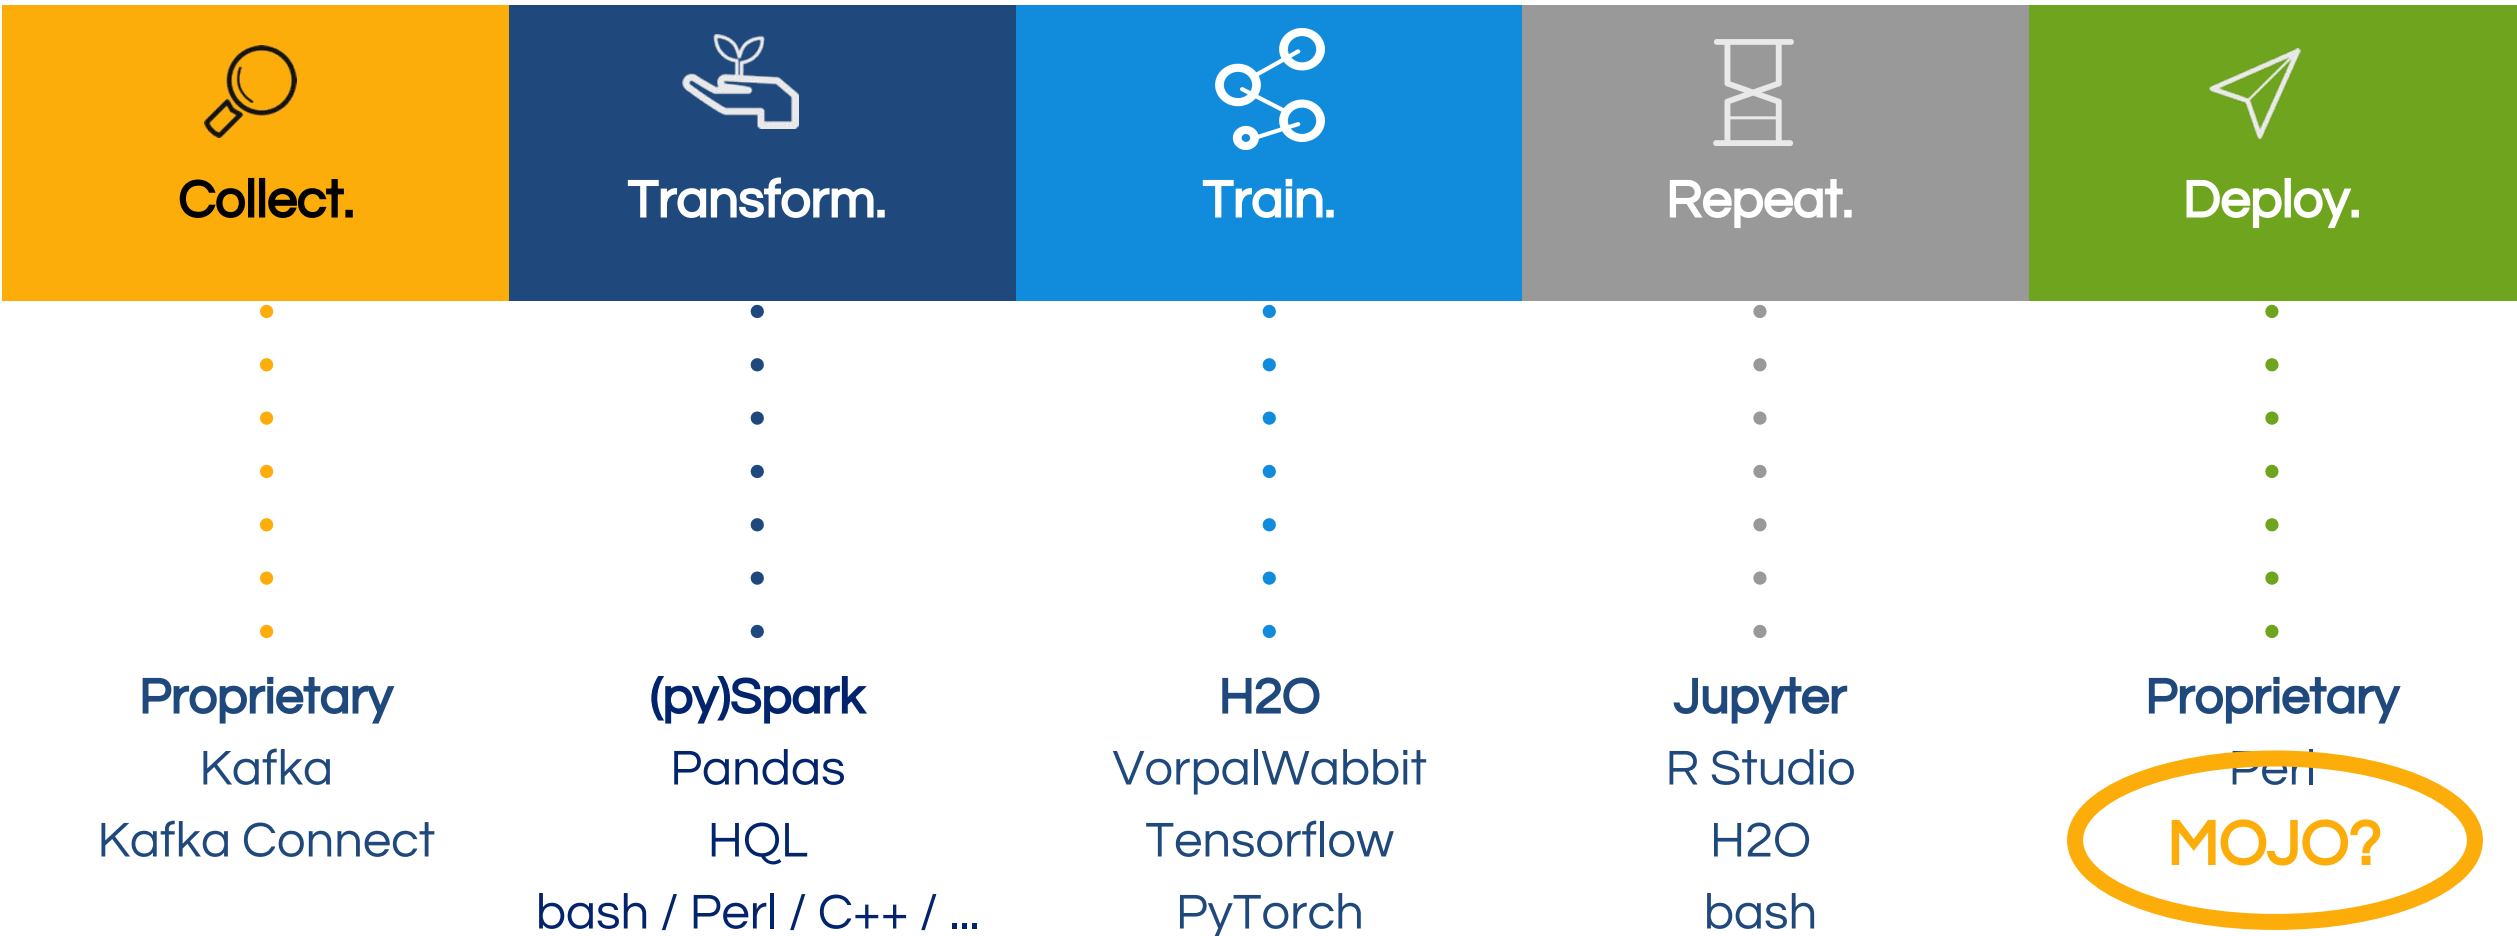 Collect.
Transform.
Train.
Repeat.
Deploy.
Proprietary
Kafka
Kafka Connect
(py)Spark
Pandas
HQL
bash / Perl / C++ / ...
H2O
VorpalWabbit
Tensorflow
PyTorch
Jupyter
R Studio
H2O
bash
Proprietary
Perl
MOJO?